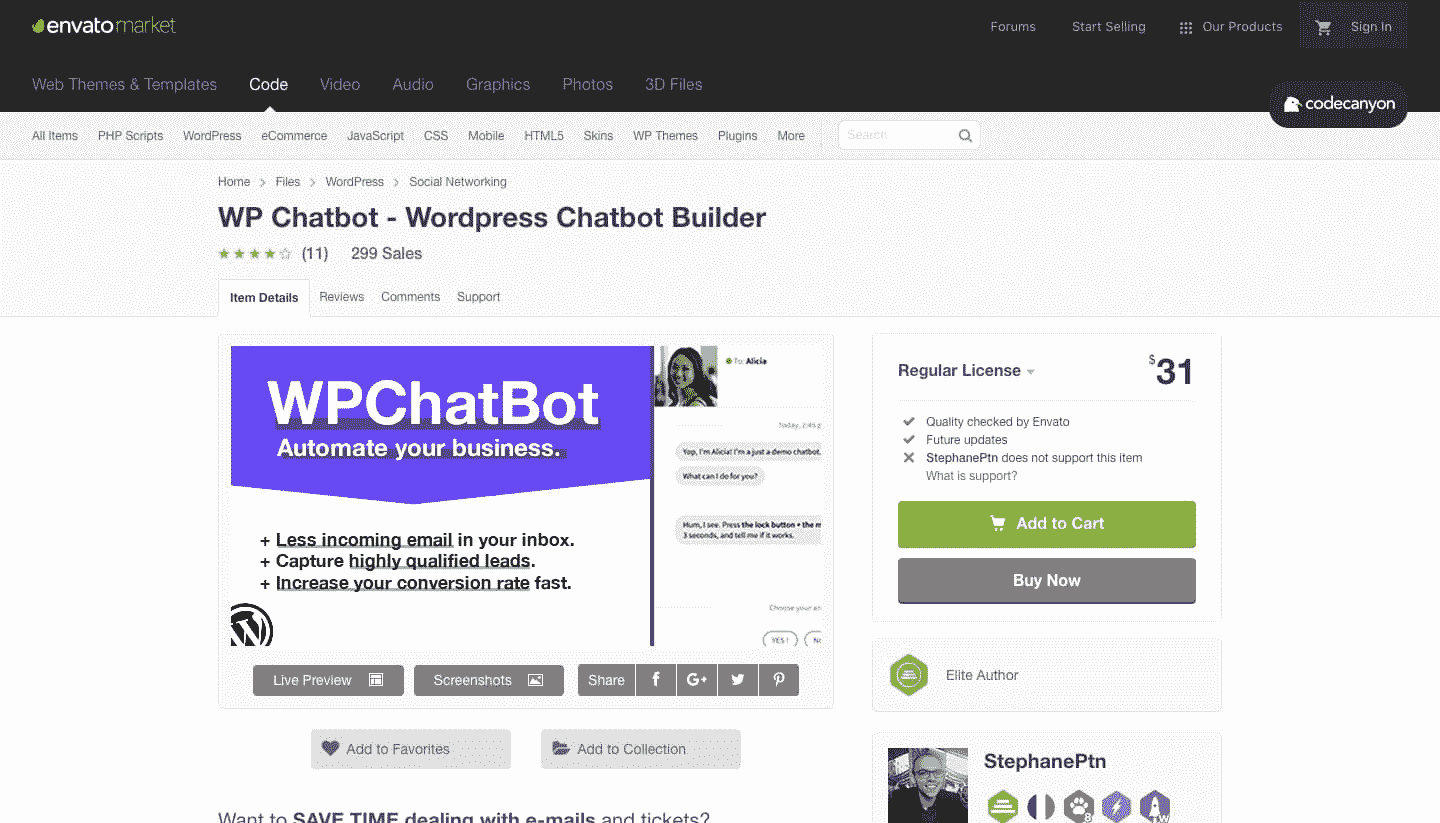 envatomarket
Forums Start Selling Our Products Sign In
Web Themes & Templates Code Video Audio Graphics Photos 3D Files
codecanyon
All Items PHP Scripts WordPress eCommerce JavaScript CSS Mobile HTML5 Skins WP Themes Plugins More Search
Home > Files > WordPress > Social Networking
WP Chatbot - Wordpress Chatbot Builder
(11) 299 Sales
Item Details Reviews Comments Support
WPChatBot
Automate your business.
+ Less incoming email in your inbox.
+ Capture highly qualified leads.
+ Increase your conversion rate fast.
To: Alicia
Today, 2:45 p
Yop, I'm Alicia! I'm a just a demo chatbot.
What can I do for you?
Hum, I see. Press the lock button + the m
3 seconds, and tell me if it works.
Choose your an
YES ! No
Live Preview Screenshots Share f G+
Add to Favorites Add to Collection
Want to SAVE TIME dealing with e-mails and tickets?
Regular License $31
Quality checked by Envato
Future updates
StephanePtn does not support this item
What is support?
Add to Cart
Buy Now
Elite Author
StephanePtn
8 1W